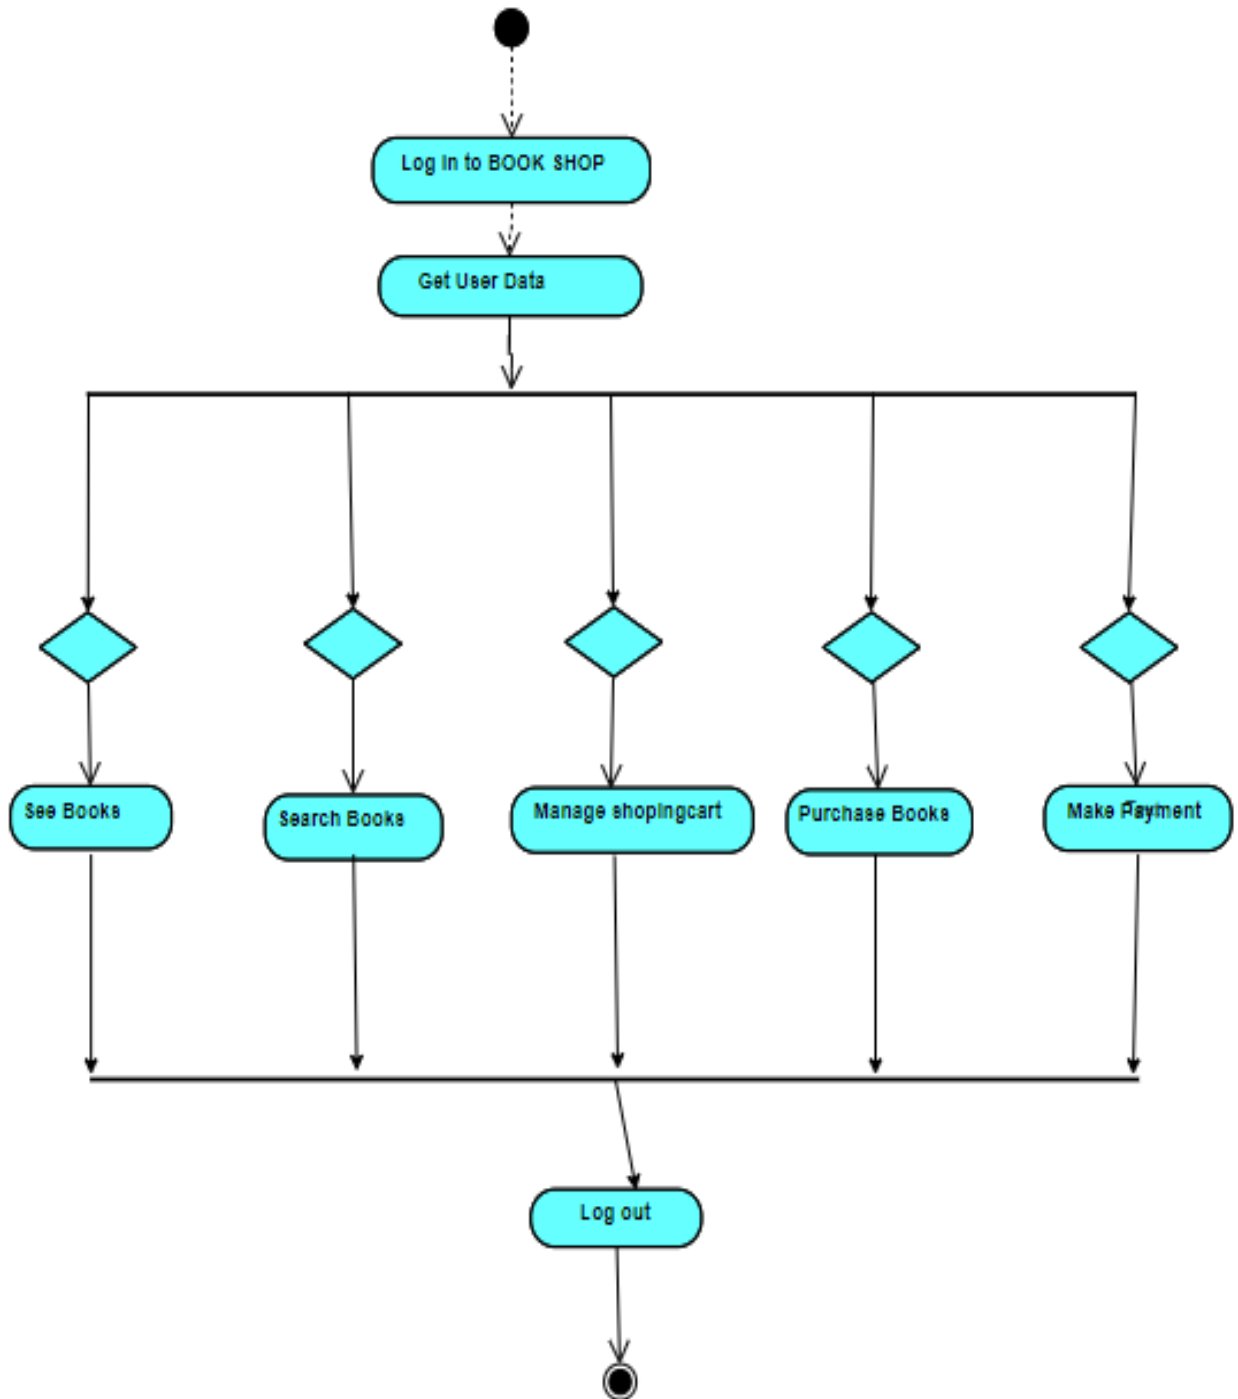 Log In to BOOK SHOP
Get User Data
See Books
Search Books
Manage shopingcart
Purchase Books
Make Payment
Log out